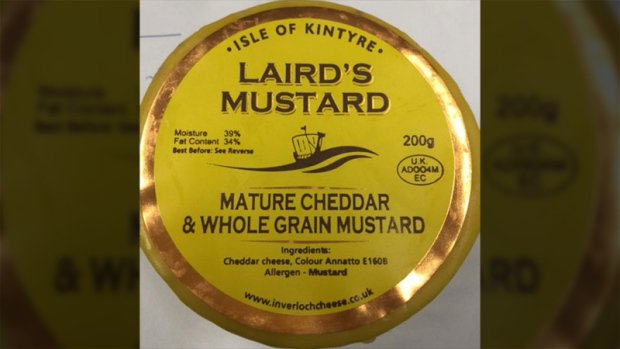 • ISLE OF KINTYRE •
LAIRD'S
MUSTARD
Moisture 39%
Fat Content 34%
Best Before: See Reverse
200g
U.K.
AD004M
EC
MATURE CHEDDAR
& WHOLE GRAIN MUSTARD
Ingredients:
Cheddar cheese, Colour Annatto E160B
Allergen - Mustard
www.inverlochcheese.co.uk